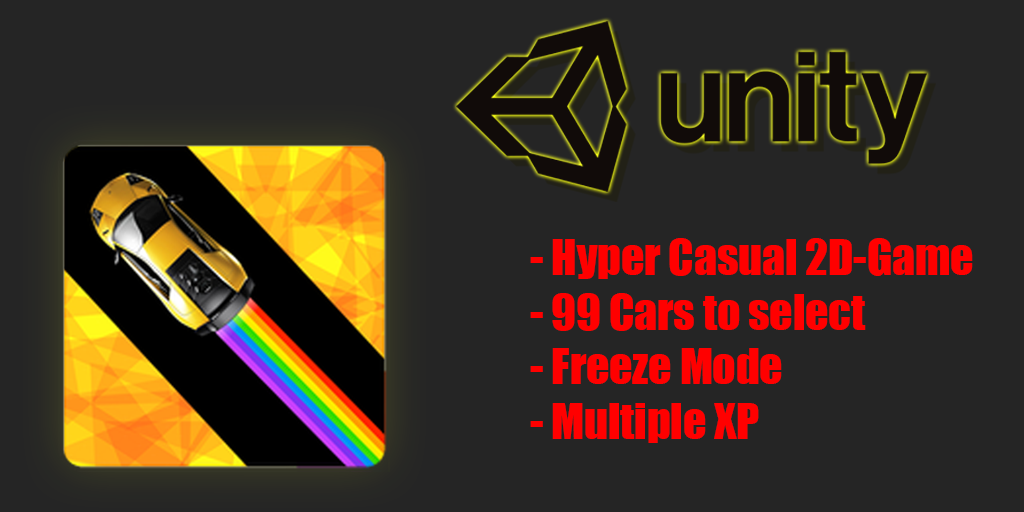 unity
- Hyper Casual 2D-Game
- 99 Cars to select
- Freeze Mode
- Multiple XP